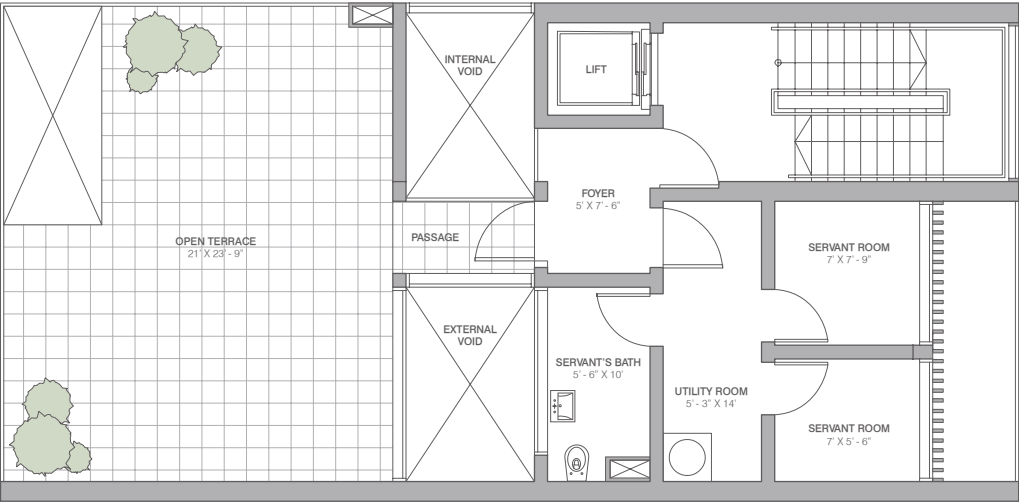 INTERNAL
VOID
LIFT
FOYER
5' X 7' - 6"
OPEN TERRACE
21' X 23' - 9"
PASSAGE
SERVANT ROOM
7' X 7' - 9"
EXTERNAL
VOID
SERVANT'S BATH
5' - 6" X 10'
UTILITY ROOM
5' - 3" X 14'
SERVANT ROOM
7' X 5' - 6"